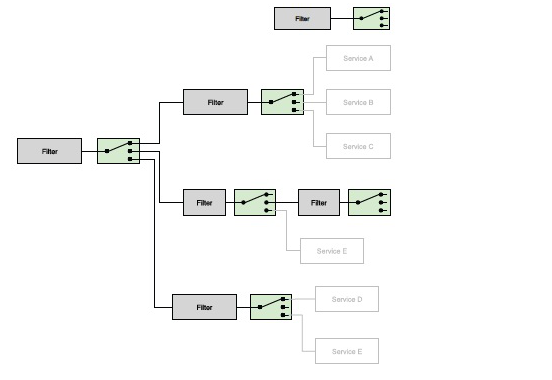 Filter
Service A
Filter
Service B
Service C
Filter
Filter
Filter
Service E
Filter
Service D
Service E